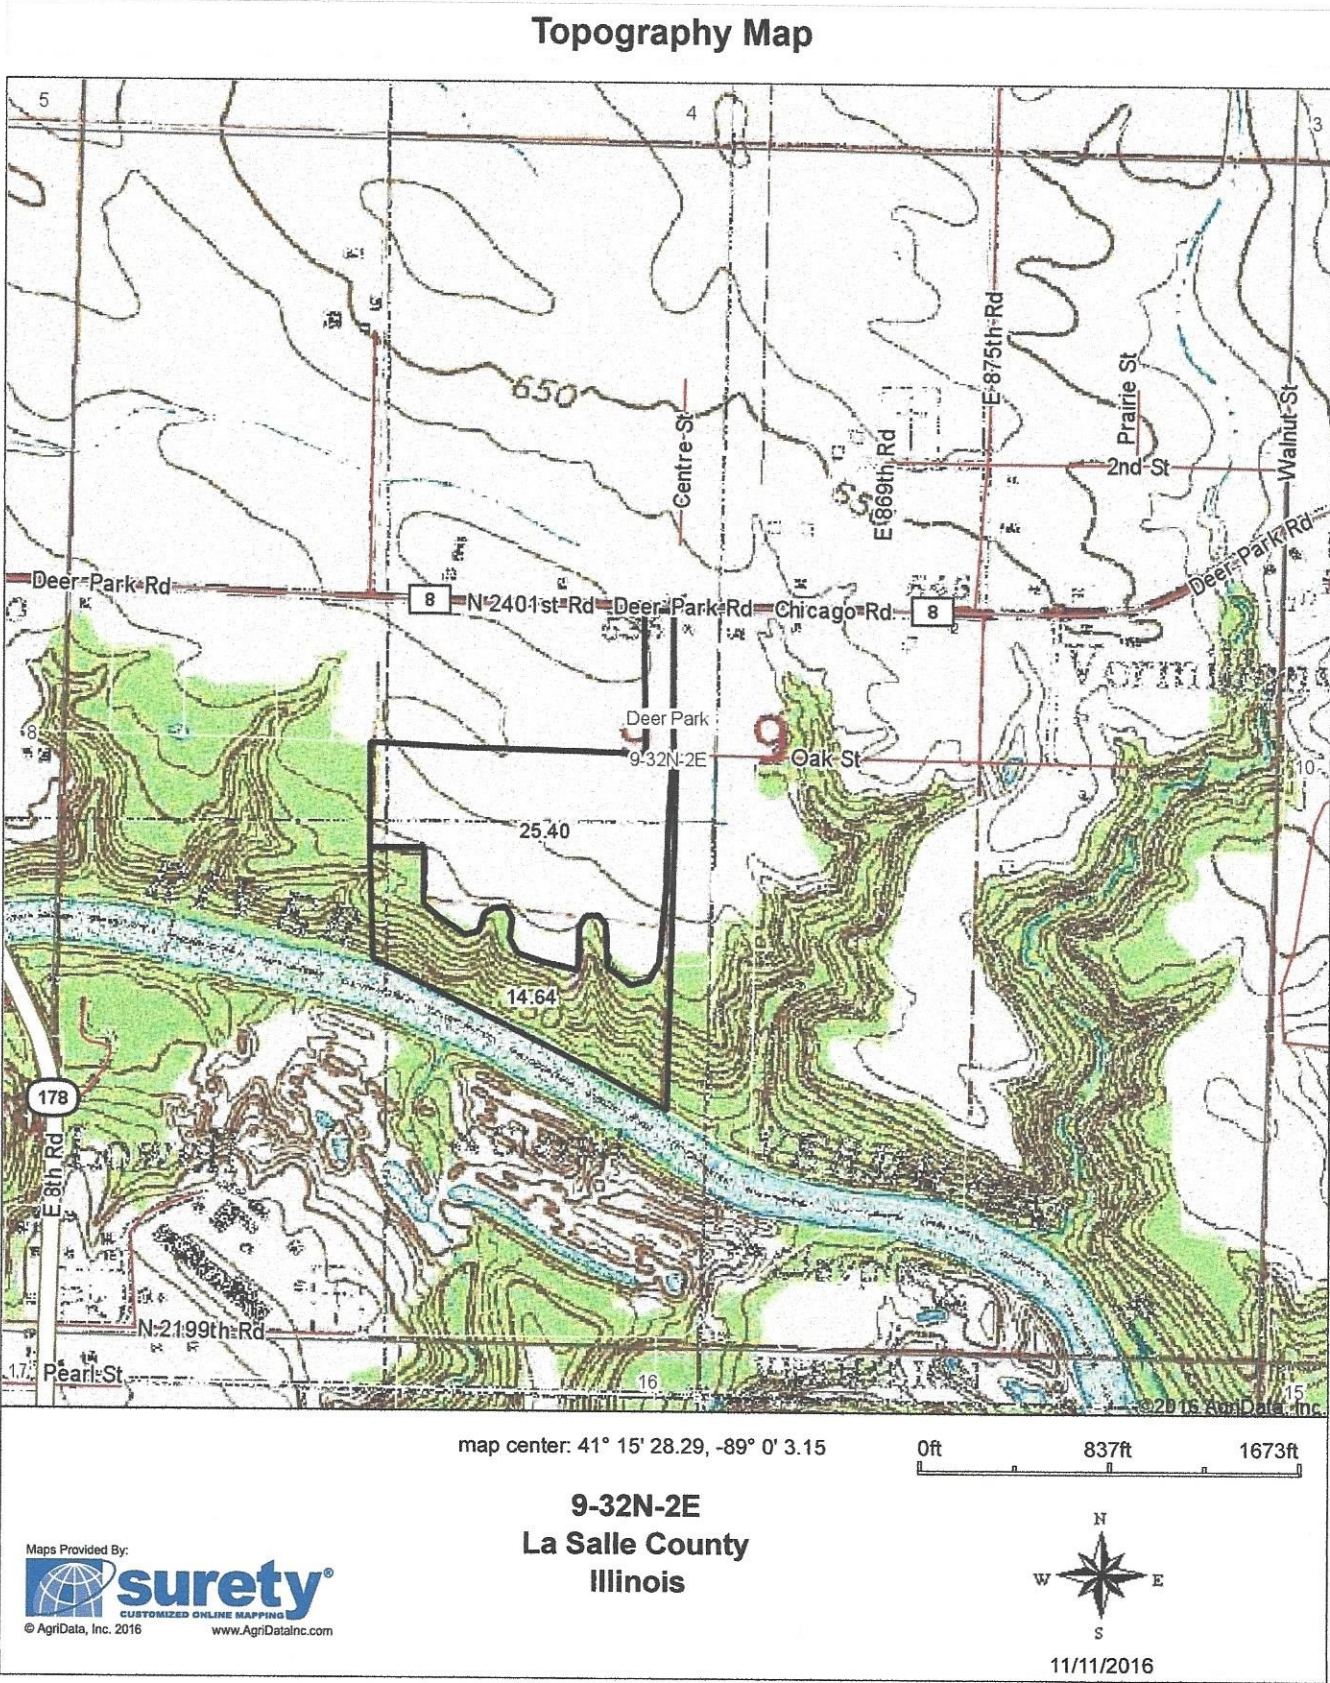 Topography Map
5
4
3
650
E 875th Rd
Prairie St
Centre St
Walnut St
2nd St
E 869th Rd
65
Deer Park Rd
Deer Park Rd
8
N 2401st Rd
Deer Park Rd
Chicago Rd
8
Deer Park
9
9-32N-2E
Oak St
8
10
25.40
14.64
178
E 8th Rd
N 2199th Rd
17
Pearl St
16
15
©2016 AgriData, Inc.
map center: 41° 15' 28.29, -89° 0' 3.15
0ft 837ft 1673ft
9-32N-2E
La Salle County
Illinois
Maps Provided By:
surety®
CUSTOMIZED ONLINE MAPPING
© AgriData, Inc. 2016 www.AgriDataInc.com
N
W E
S
11/11/2016